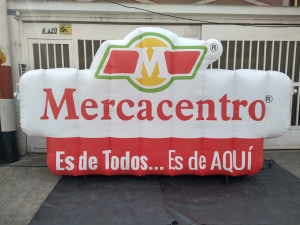 M ®
Mercacentro ®
Es de Todos... Es de AQUÍ